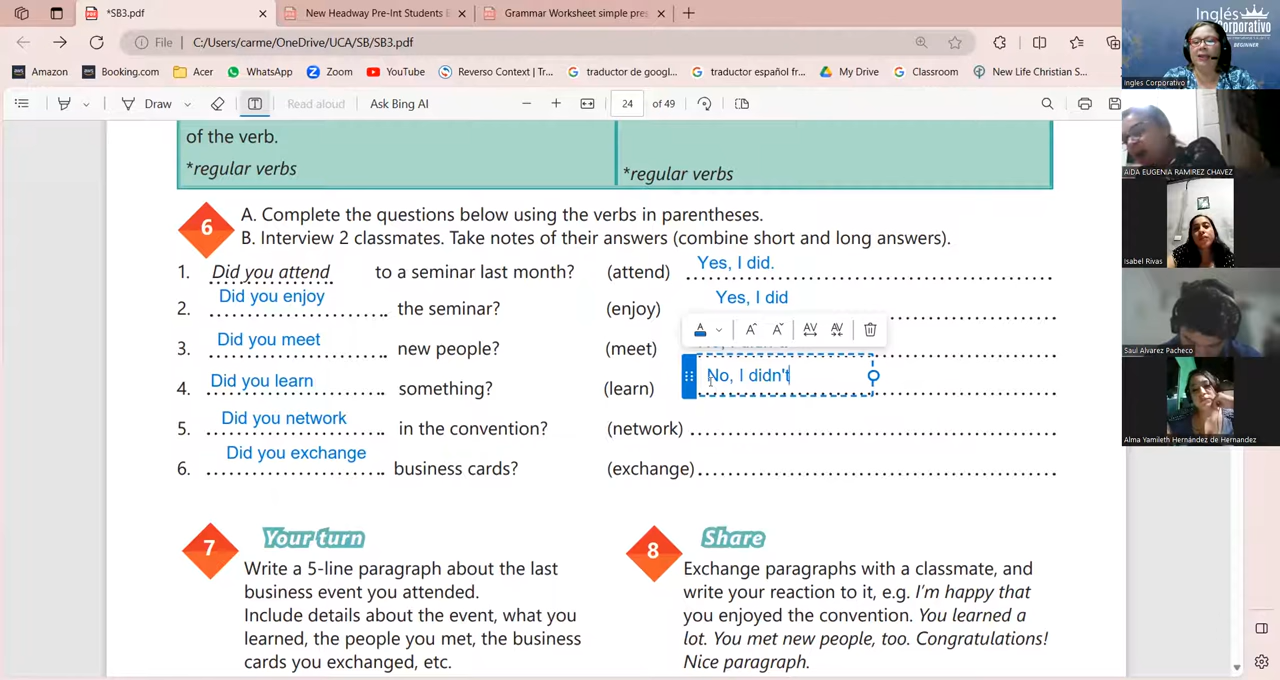 *SB3.pdf
New Headway Pre-Int Students E
Grammar Worksheet simple pres
File
C:/Users/carme/OneDrive/UCA/SB/SB3.pdf
Amazon
Booking.com
Acer
WhatsApp
Zoom
YouTube
Reverso Context | Tr...
traductor de googl...
traductor español fr...
My Drive
Classroom
New Life Christian S...
Draw
Read aloud
Ask Bing AI
24 of 49
of the verb.
*regular verbs
*regular verbs
6
A. Complete the questions below using the verbs in parentheses.
B. Interview 2 classmates. Take notes of their answers (combine short and long answers).
1. Did you attend to a seminar last month? (attend) Yes, I did.
2. Did you enjoy the seminar? (enjoy) Yes, I did
3. Did you meet new people? (meet)
4. Did you learn something? (learn) No, I didn't
5. Did you network in the convention? (network)
6. Did you exchange business cards? (exchange)
7 Your turn
Write a 5-line paragraph about the last
business event you attended.
Include details about the event, what you
learned, the people you met, the business
cards you exchanged, etc.
8 Share
Exchange paragraphs with a classmate, and
write your reaction to it, e.g. I'm happy that
you enjoyed the convention. You learned a
lot. You met new people, too. Congratulations!
Nice paragraph.
Inglés
Corporativo
BEGINNER
Inglés Corporativo
AIDA EUGENIA RAMIREZ CHAVEZ
Isabel Rivas
Saul Alvarez Pacheco
Alma Yamileth Hernández de Hernandez